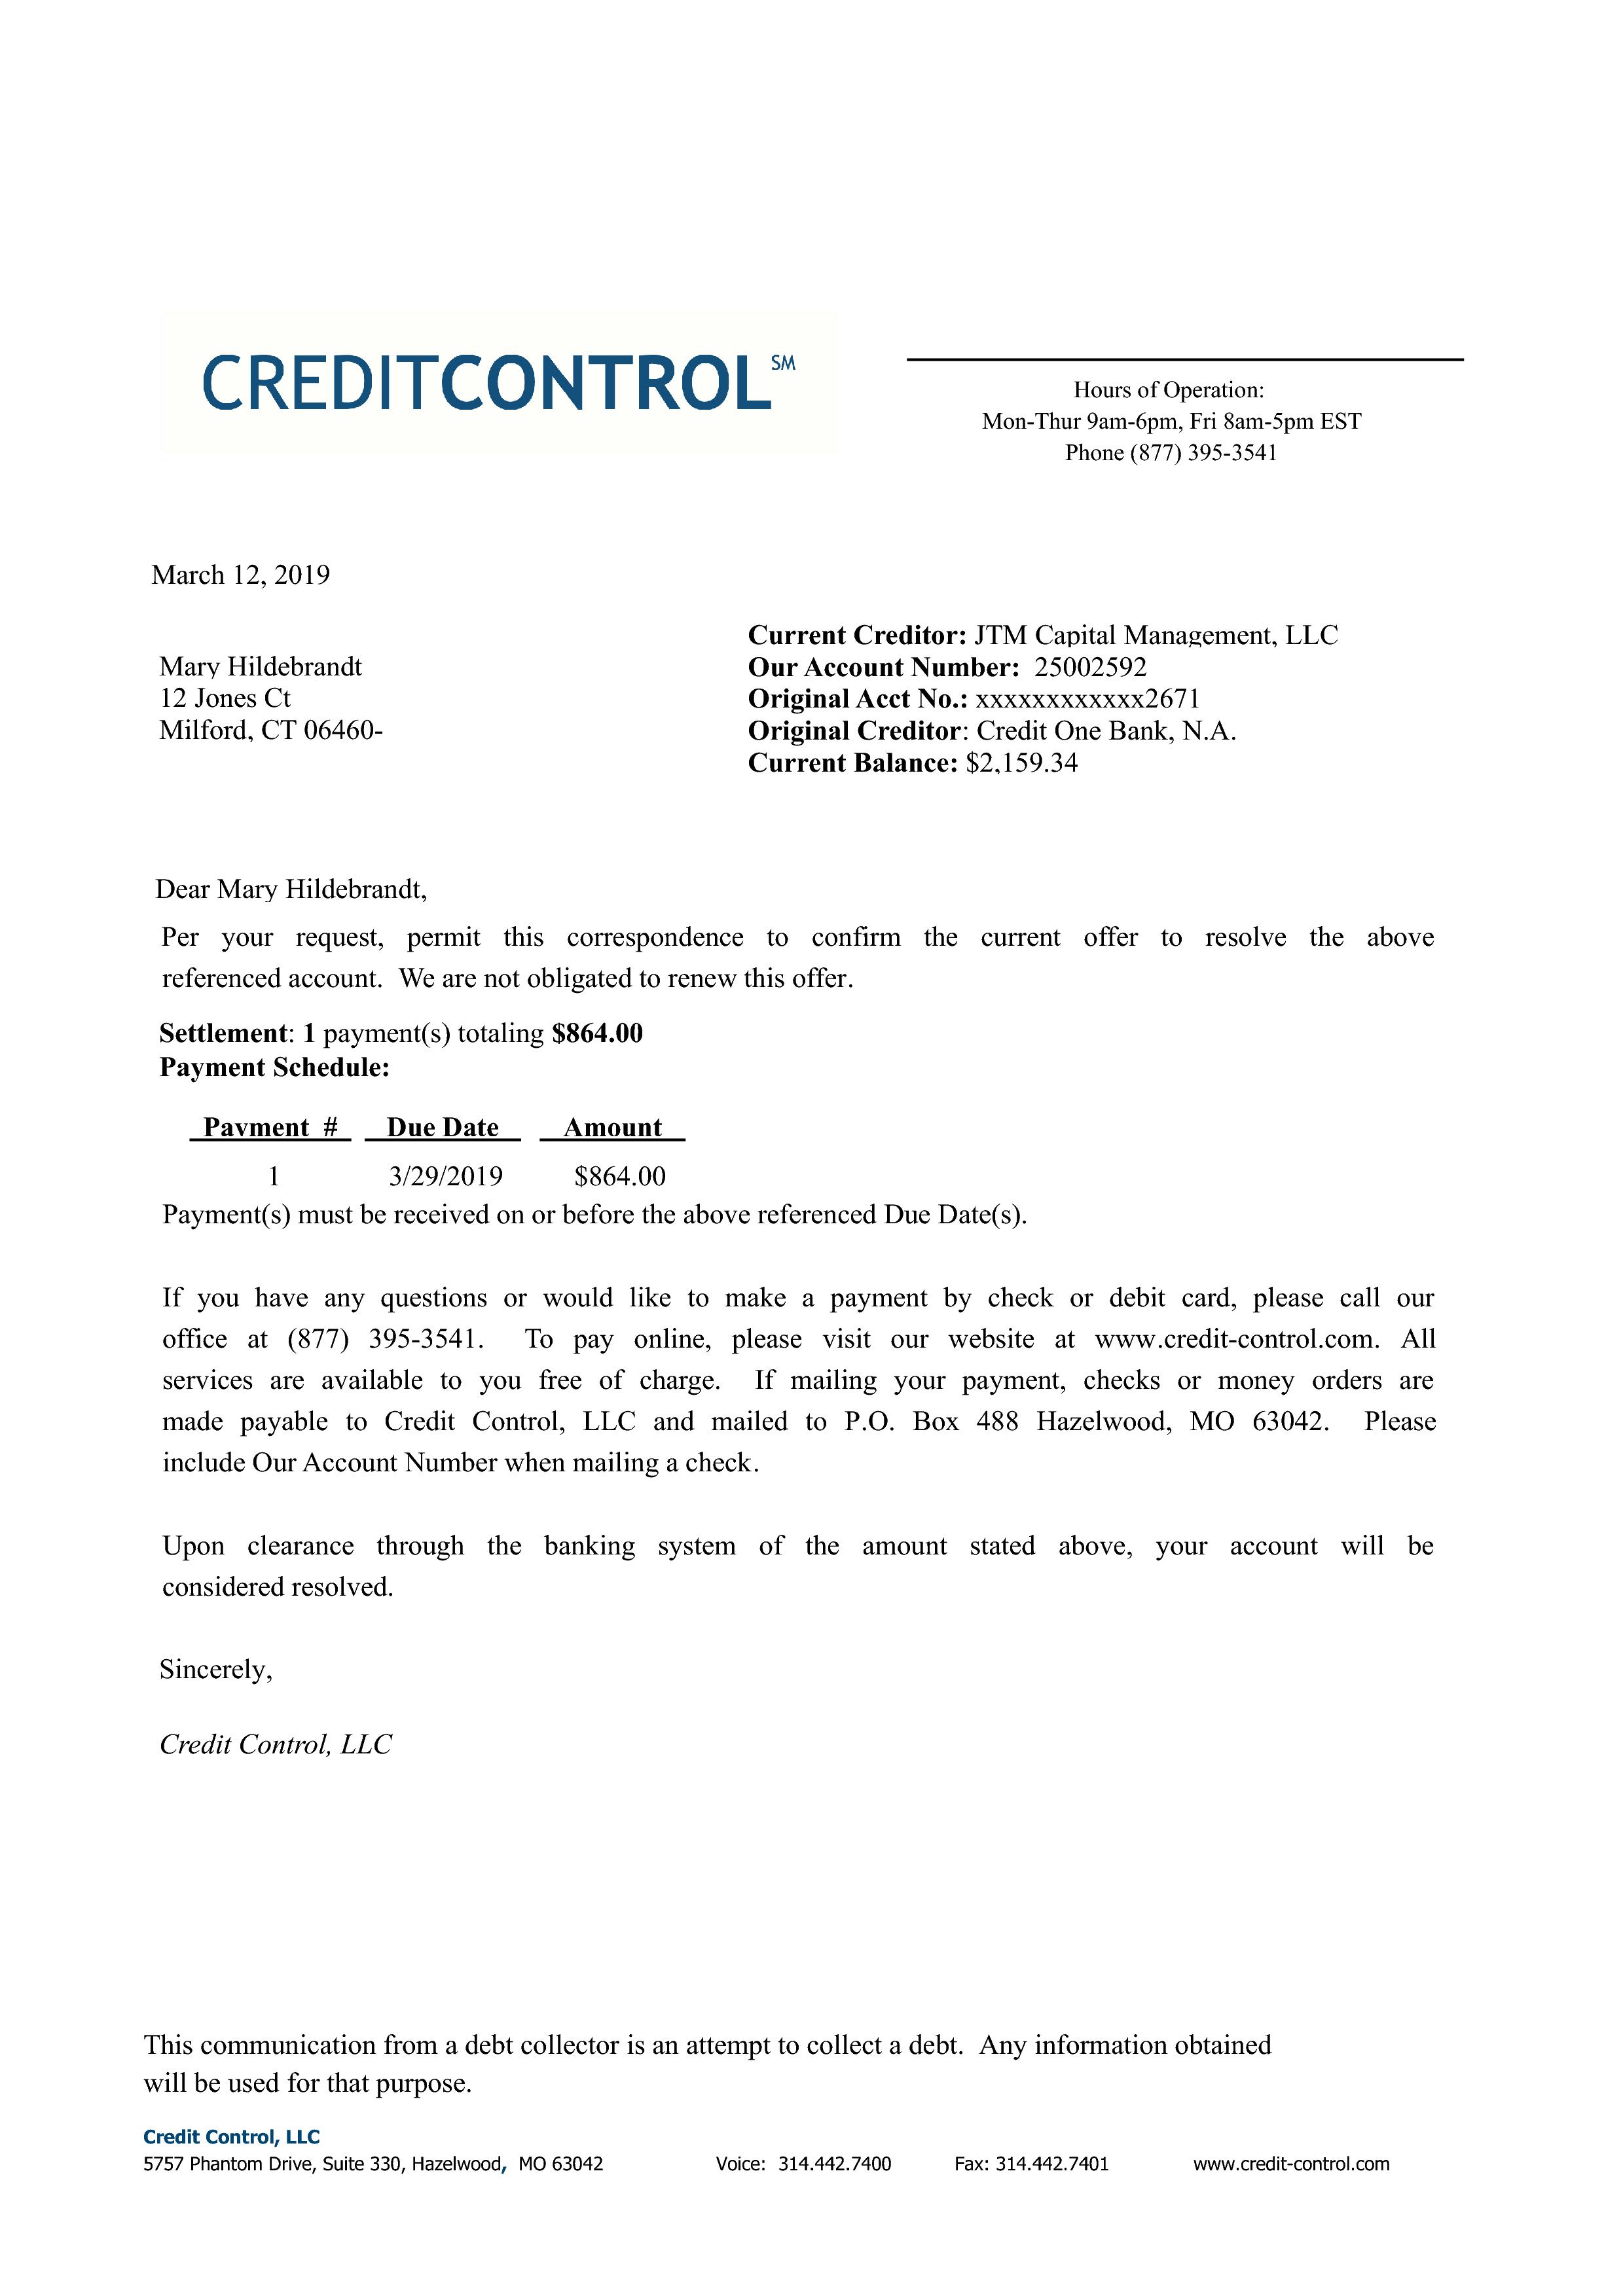 CREDITCONTROL SM
Hours of Operation:
Mon-Thur 9am-6pm, Fri 8am-5pm EST
Phone (877) 395-3541
March 12, 2019
Mary Hildebrandt
12 Jones Ct
Milford, CT 06460-
Current Creditor: JTM Capital Management, LLC
Our Account Number: 25002592
Original Acct No.: xxxxxxxxxxxx2671
Original Creditor: Credit One Bank, N.A.
Current Balance: $2,159.34
Dear Mary Hildebrandt,
Per your request, permit this correspondence to confirm the current offer to resolve the above
referenced account. We are not obligated to renew this offer.
Settlement: 1 payment(s) totaling $864.00
Payment Schedule:
Payment # Due Date Amount
1 3/29/2019 $864.00
Payment(s) must be received on or before the above referenced Due Date(s).
If you have any questions or would like to make a payment by check or debit card, please call our
office at (877) 395-3541. To pay online, please visit our website at www.credit-control.com. All
services are available to you free of charge. If mailing your payment, checks or money orders are
made payable to Credit Control, LLC and mailed to P.O. Box 488 Hazelwood, MO 63042. Please
include Our Account Number when mailing a check.
Upon clearance through the banking system of the amount stated above, your account will be
considered resolved.
Sincerely,
Credit Control, LLC
This communication from a debt collector is an attempt to collect a debt. Any information obtained
will be used for that purpose.
Credit Control, LLC
5757 Phantom Drive, Suite 330, Hazelwood, MO 63042 Voice: 314.442.7400 Fax: 314.442.7401 www.credit-control.com